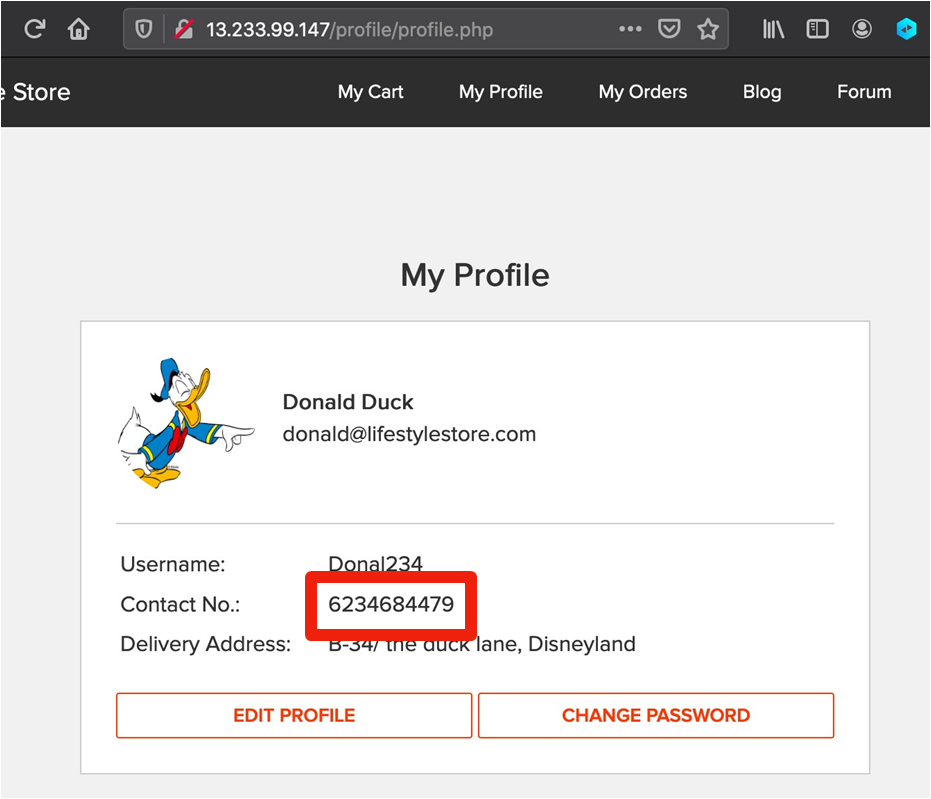 13.233.99.147/profile/profile.php
e Store My Cart My Profile My Orders Blog Forum
My Profile
Donald Duck
donald@lifestylestore.com
Username: Donal234
Contact No.: 6234684479
Delivery Address: B-34/ the duck lane, Disneyland
EDIT PROFILE CHANGE PASSWORD